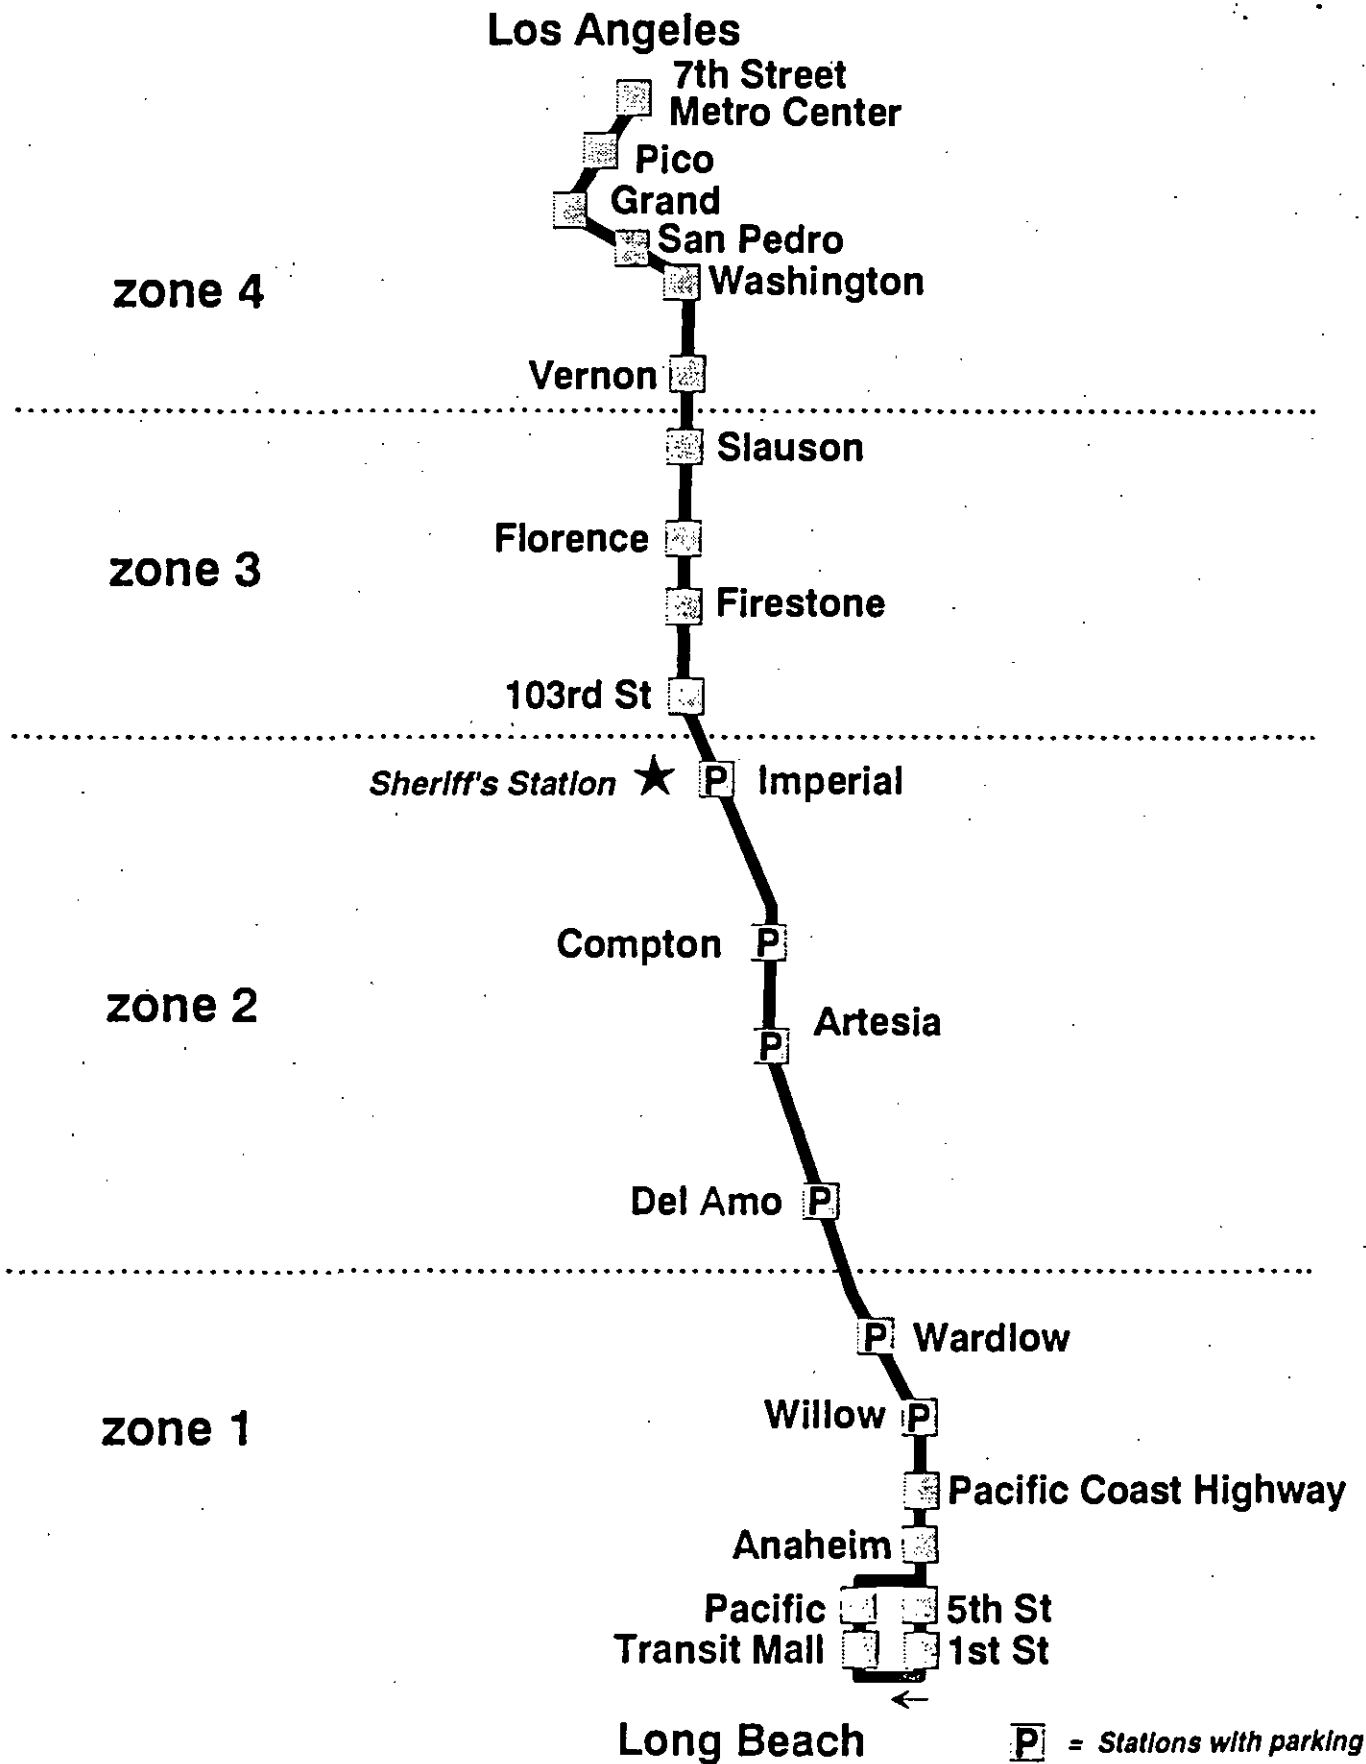 Los Angeles
7th Street
Metro Center
Pico
Grand
San Pedro
zone 4
Washington
Vernon
Slauson
Florence
zone 3
Firestone
103rd St
Sheriff's Station ★ P Imperial
Compton P
zone 2
Artesia
P
Del Amo P
P Wardlow
Willow P
zone 1
Pacific Coast Highway
Anaheim
Pacific 5th St
Transit Mall 1st St
←
Long Beach
P = Stations with parking